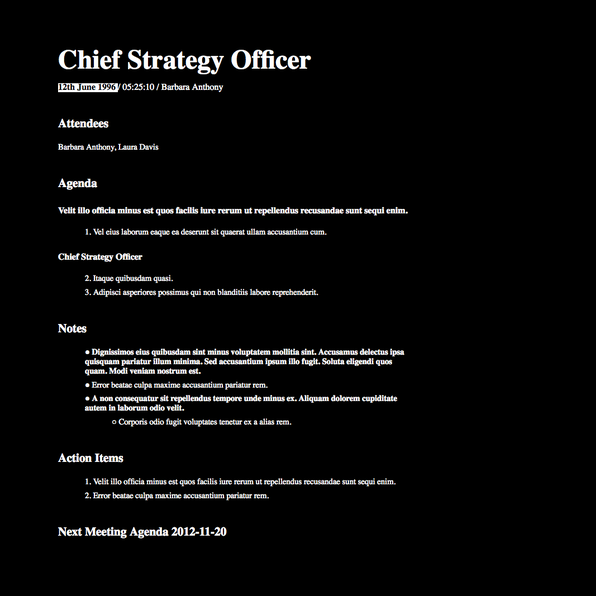 Chief Strategy Officer
12th June 1996 / 05:25:10 / Barbara Anthony
Attendees
Barbara Anthony, Laura Davis
Agenda
Velit illo officia minus est quos facilis iure rerum ut repellendus recusandae sunt sequi enim.
1. Vel eius laborum eaque ea deserunt sit quaerat ullam accusantium cum.
Chief Strategy Officer
2. Itaque quibusdam quasi.
3. Adipisci asperiores possimus qui non blanditiis labore reprehenderit.
Notes
● Dignissimos eius quibusdam sint minus voluptatem mollitia sint. Accusamus delectus ipsa
quisquam pariatur illum minima. Sed accusantium ipsum illo fugit. Soluta eligendi quos
quam. Modi veniam nostrum est.
● Error beatae culpa maxime accusantium pariatur rem.
● A non consequatur sit repellendus tempore unde minus ex. Aliquam dolorem cupiditate
autem in laborum odio velit.
○ Corporis odio fugit voluptates tenetur ex a alias rem.
Action Items
1. Velit illo officia minus est quos facilis iure rerum ut repellendus recusandae sunt sequi enim.
2. Error beatae culpa maxime accusantium pariatur rem.
Next Meeting Agenda 2012-11-20